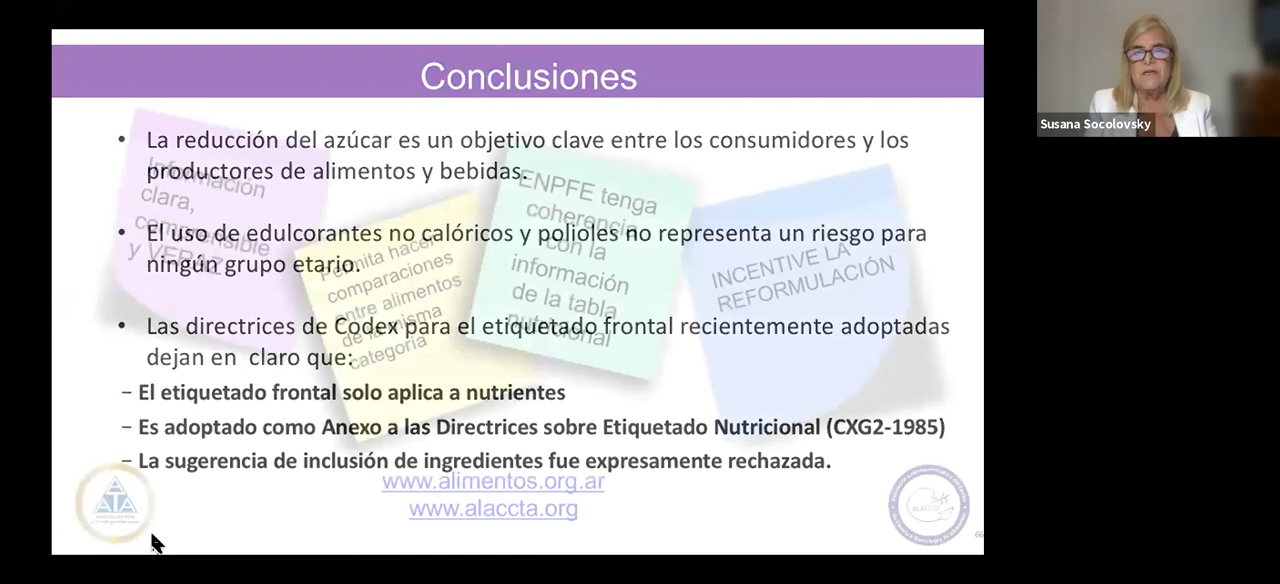 Conclusiones
• La reducción del azúcar es un objetivo clave entre los consumidores y los
productores de alimentos y bebidas.
• El uso de edulcorantes no calóricos y polioles no representa un riesgo para
ningún grupo etario.
• Las directrices de Codex para el etiquetado frontal recientemente adoptadas
dejan en claro que:
– El etiquetado frontal solo aplica a nutrientes
– Es adoptado como Anexo a las Directrices sobre Etiquetado Nutricional (CXG2-1985)
– La sugerencia de inclusión de ingredientes fue expresamente rechazada.
Información
clara,
comprensible
y VERAZ
Permita hacer
comparaciones
entre alimentos
de la misma
categoría
ENPFE tenga
coherencia
con la
información
de la tabla
nutricional
INCENTIVE LA
REFORMULACIÓN
www.alimentos.org.ar
www.alaccta.org
ALACCTA
Susana Socolovsky